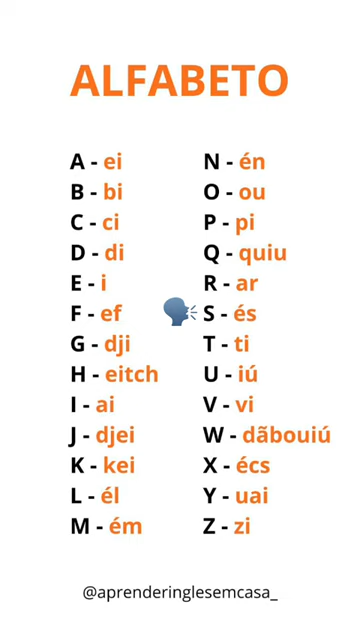 ALFABETO
A - ei
B - bi
C - ci
D - di
E - i
F - ef
G - dji
H - eitch
I - ai
J - djei
K - kei
L - él
M - ém
N - én
O - ou
P - pi
Q - quiu
R - ar
S - és
T - ti
U - iú
V - vi
W - dãbouiú
X - écs
Y - uai
Z - zi
@aprenderinglesemcasa_